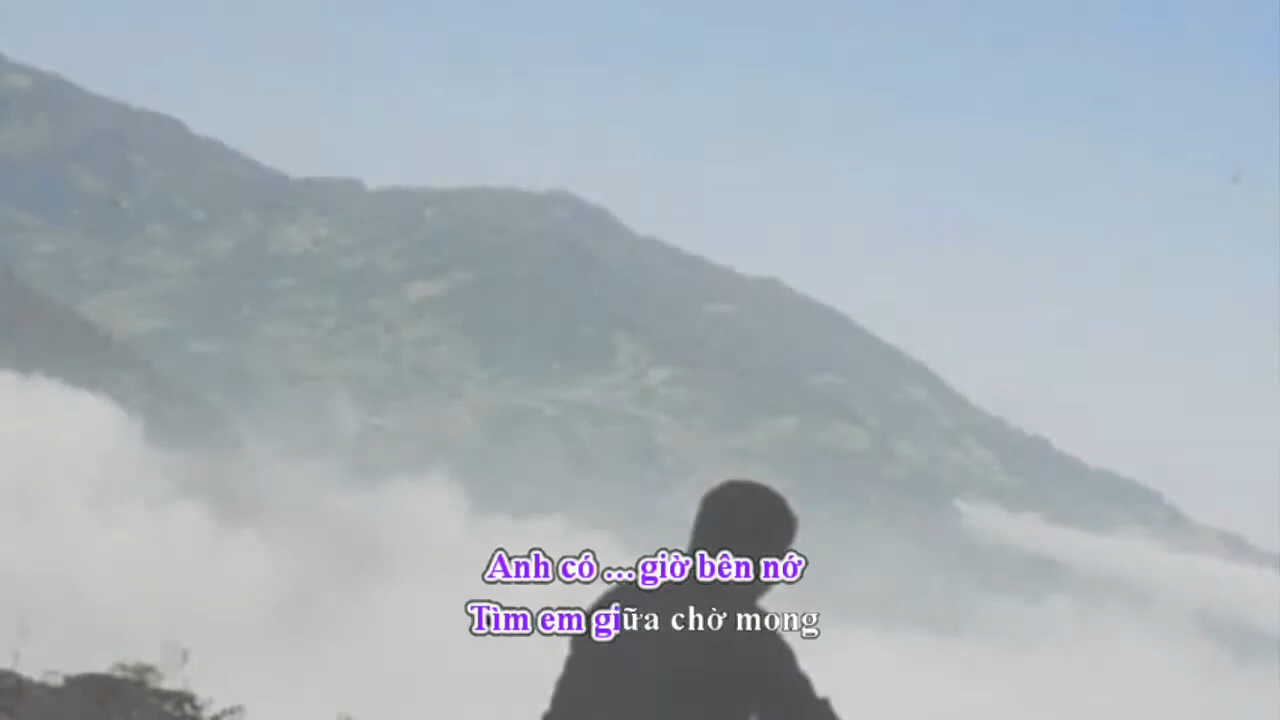 Anh có ... giờ bên nớ
Tìm em giữa chờ mong